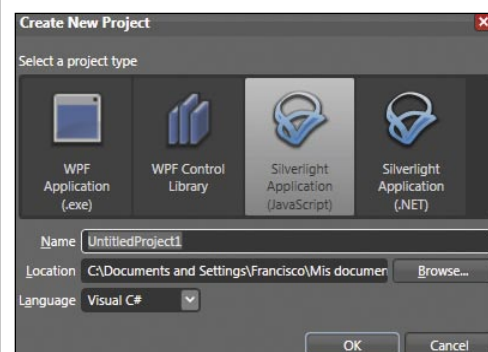 Create New Project
Select a project type
WPF Application (.exe)
WPF Control Library
Silverlight Application (JavaScript)
Silverlight Application (.NET)
Name UntitledProject1
Location C:\Documents and Settings\Francisco\Mis documen Browse...
Language Visual C#
OK Cancel